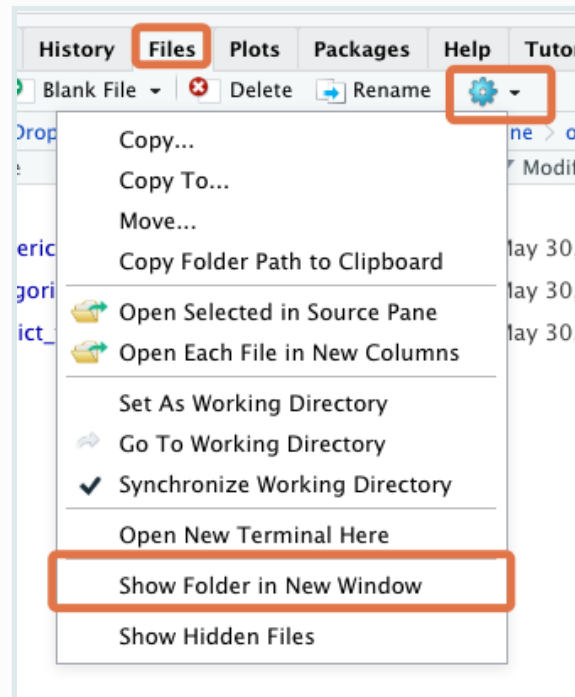 History Files Plots Packages Help
Blank File Delete Rename
Copy...
Copy To...
Move...
Copy Folder Path to Clipboard
Open Selected in Source Pane
Open Each File in New Columns
Set As Working Directory
Go To Working Directory
Synchronize Working Directory
Open New Terminal Here
Show Folder in New Window
Show Hidden Files